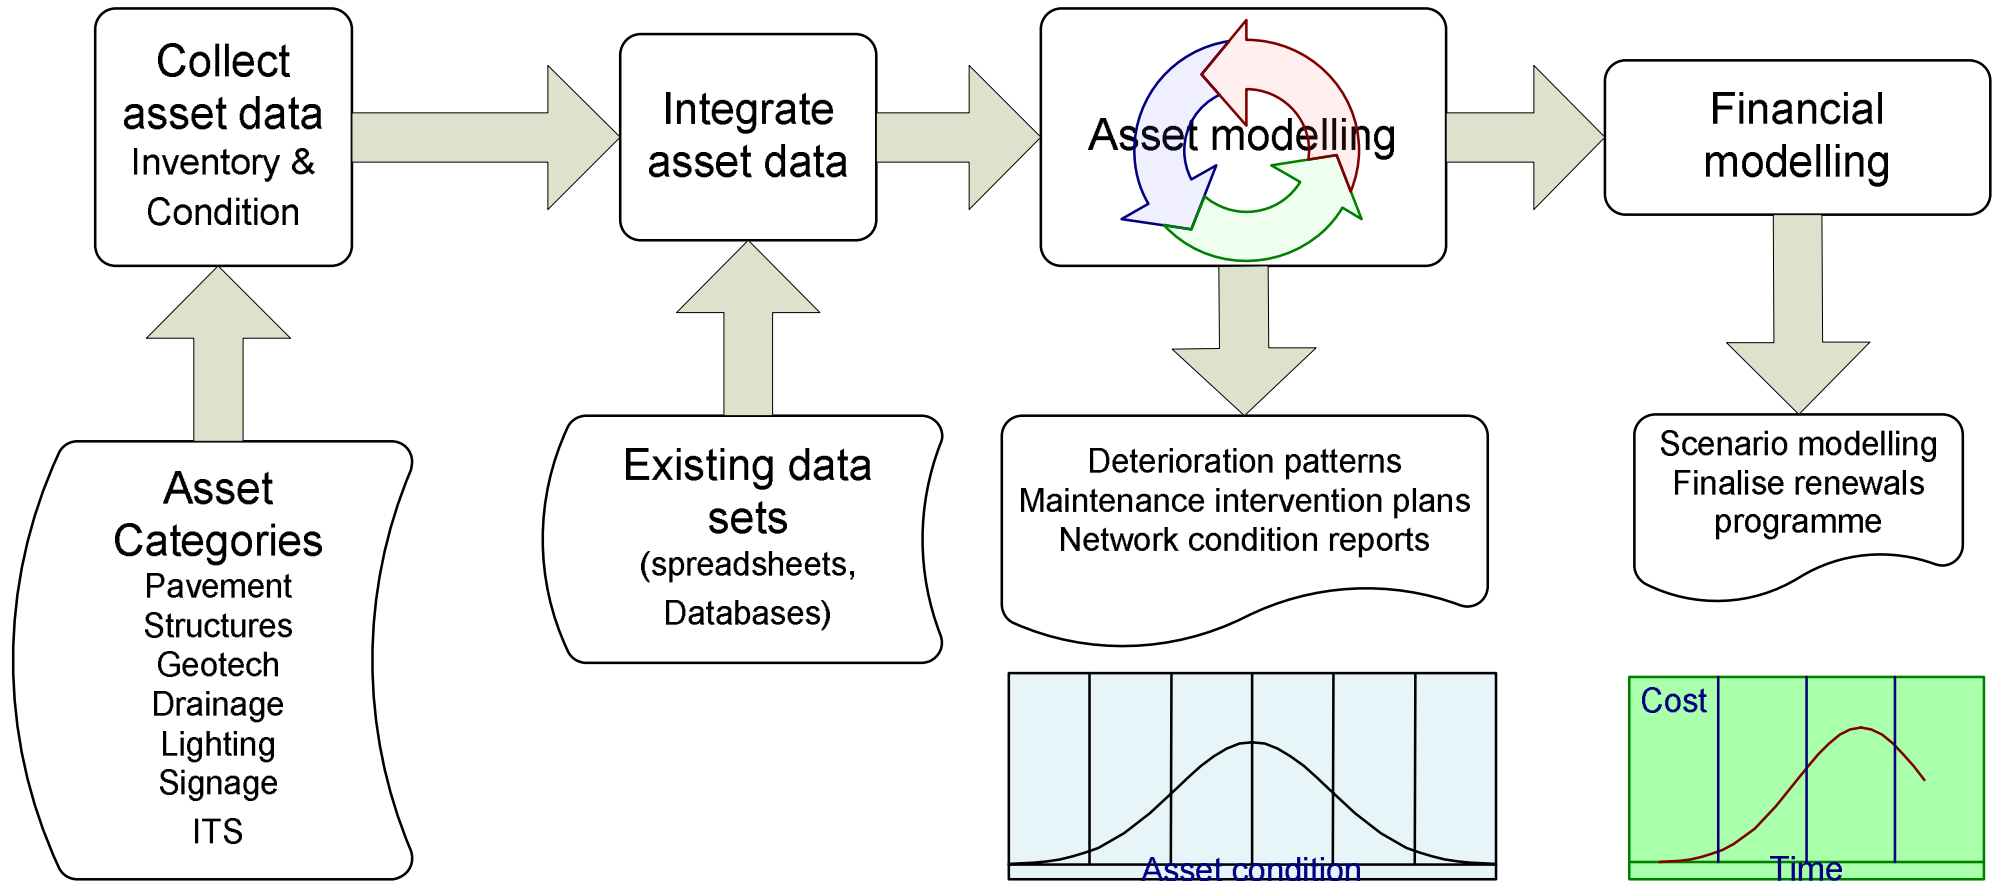 Collect
asset data
Inventory &
Condition
Integrate
asset data
Asset modelling
Financial
modelling
Asset
Categories
Pavement
Structures
Geotech
Drainage
Lighting
Signage
ITS
Existing data
sets
(spreadsheets,
Databases)
Deterioration patterns
Maintenance intervention plans
Network condition reports
Scenario modelling
Finalise renewals
programme
Asset condition
Cost
Time